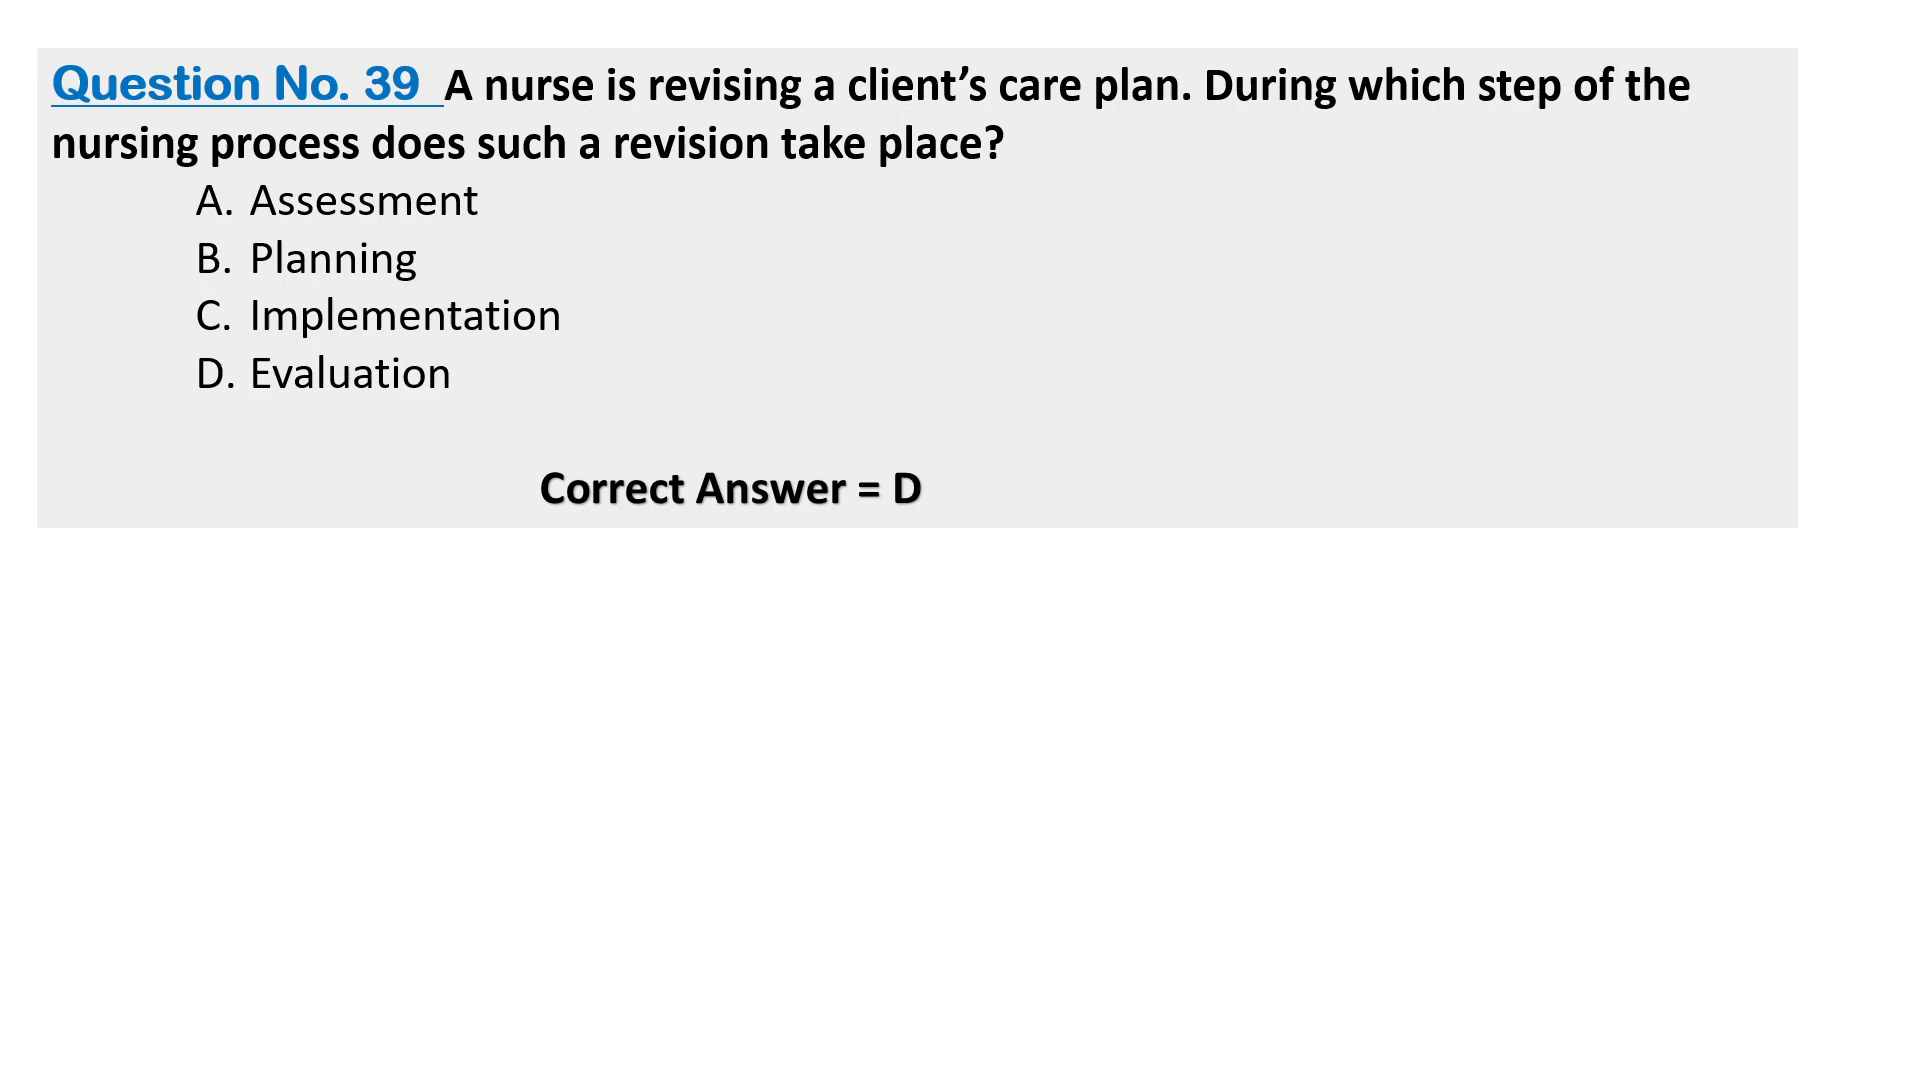 Question No. 39 A nurse is revising a client’s care plan. During which step of the
nursing process does such a revision take place?
A. Assessment
B. Planning
C. Implementation
D. Evaluation
Correct Answer = D